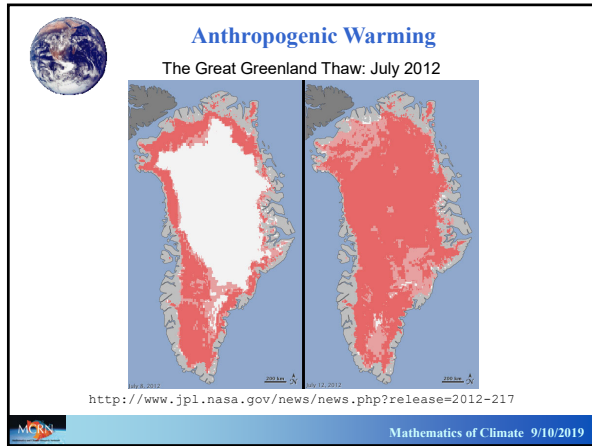 Anthropogenic Warming
The Great Greenland Thaw: July 2012
200 km N
July 8, 2012
200 km N
July 12, 2012
http://www.jpl.nasa.gov/news/news.php?release=2012-217
MCRN
Mathematics of Climate 9/10/2019